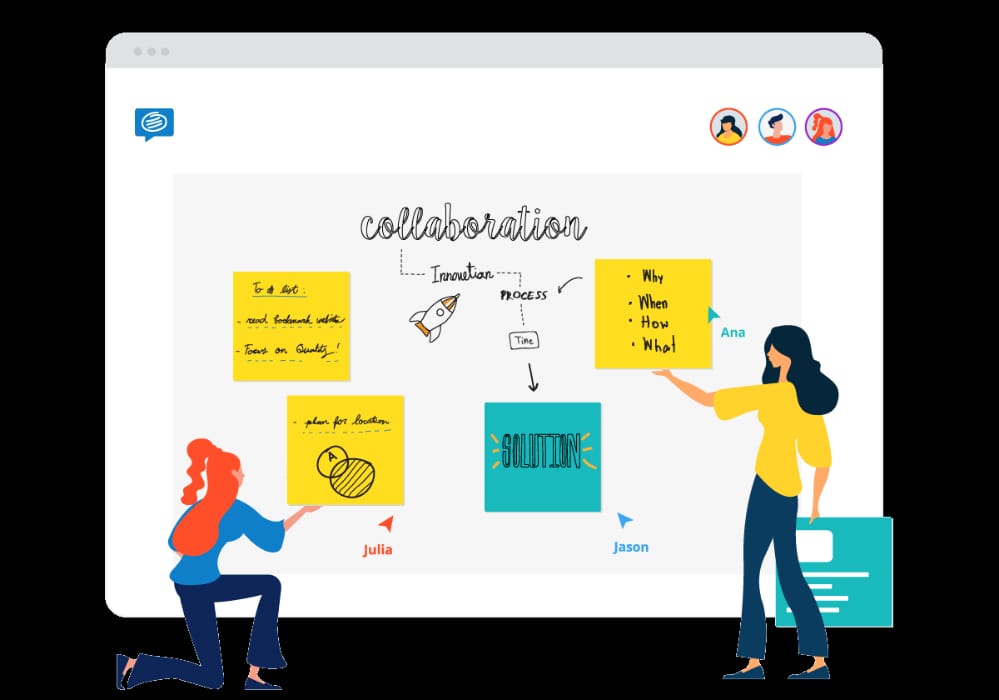 collaboration
Innovation
PROCESS
Time
To do list:
- read bookmark website
- Focus on Quality!
- plan for location
A
• Why
• When
• How
• What
SOLUTION
Ana
Julia
Jason